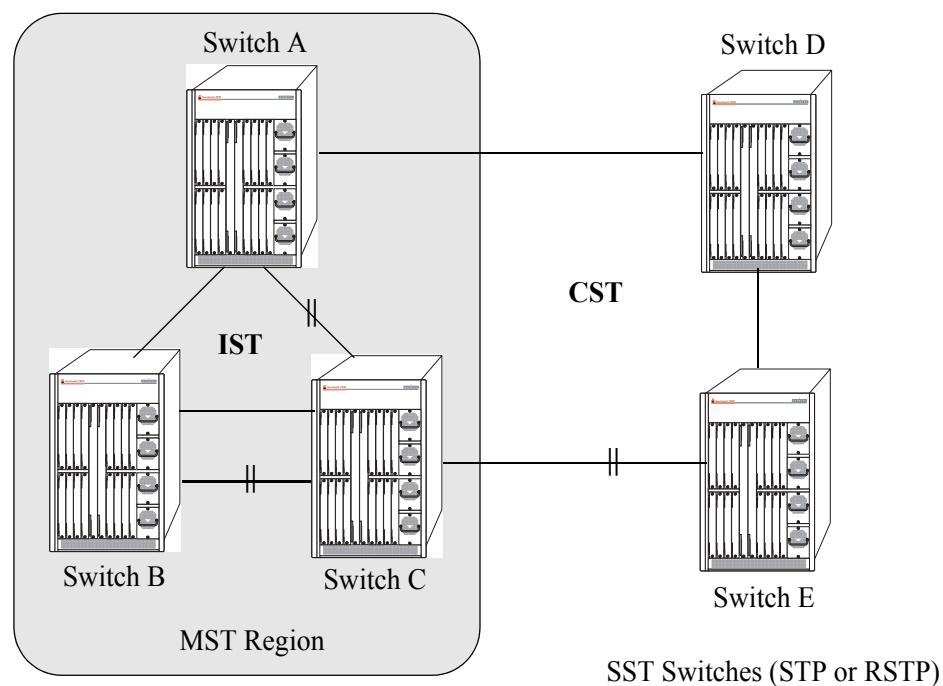 Switch A
Switch D
CST
IST
Switch B
Switch C
Switch E
MST Region
SST Switches (STP or RSTP)